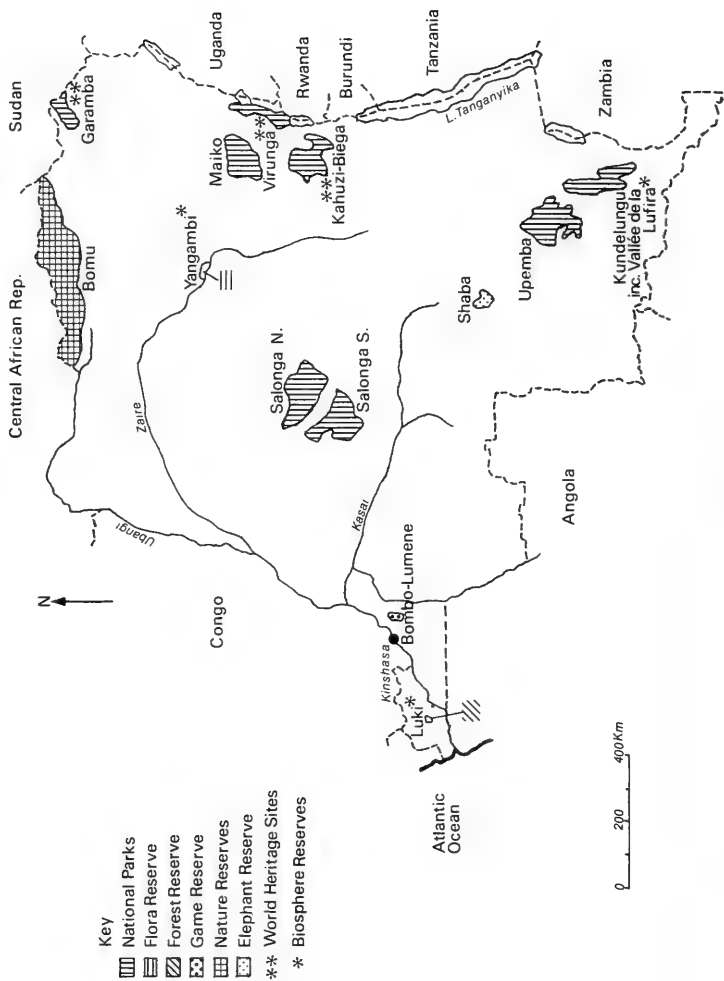 Sudan
Central African Rep.
Garamba
**
Bomu
Uganda
Ubangi
Zaire
Yangambi*
Maiko
Virunga
**
Rwanda
Kahuzi-Biega
**
Burundi
N
Congo
Salonga N.
Salonga S.
Tanzania
L. Tanganyika
Kasai
Shaba
Kinshasa
Bombo-Lumene
Luki*
Upemba
Zambia
Kundelungu
inc. Vallée de la
Lufira*
Angola
Atlantic
Ocean
Key
National Parks
Flora Reserve
Forest Reserve
Game Reserve
Nature Reserves
Elephant Reserve
** World Heritage Sites
* Biosphere Reserves
0 200 400Km